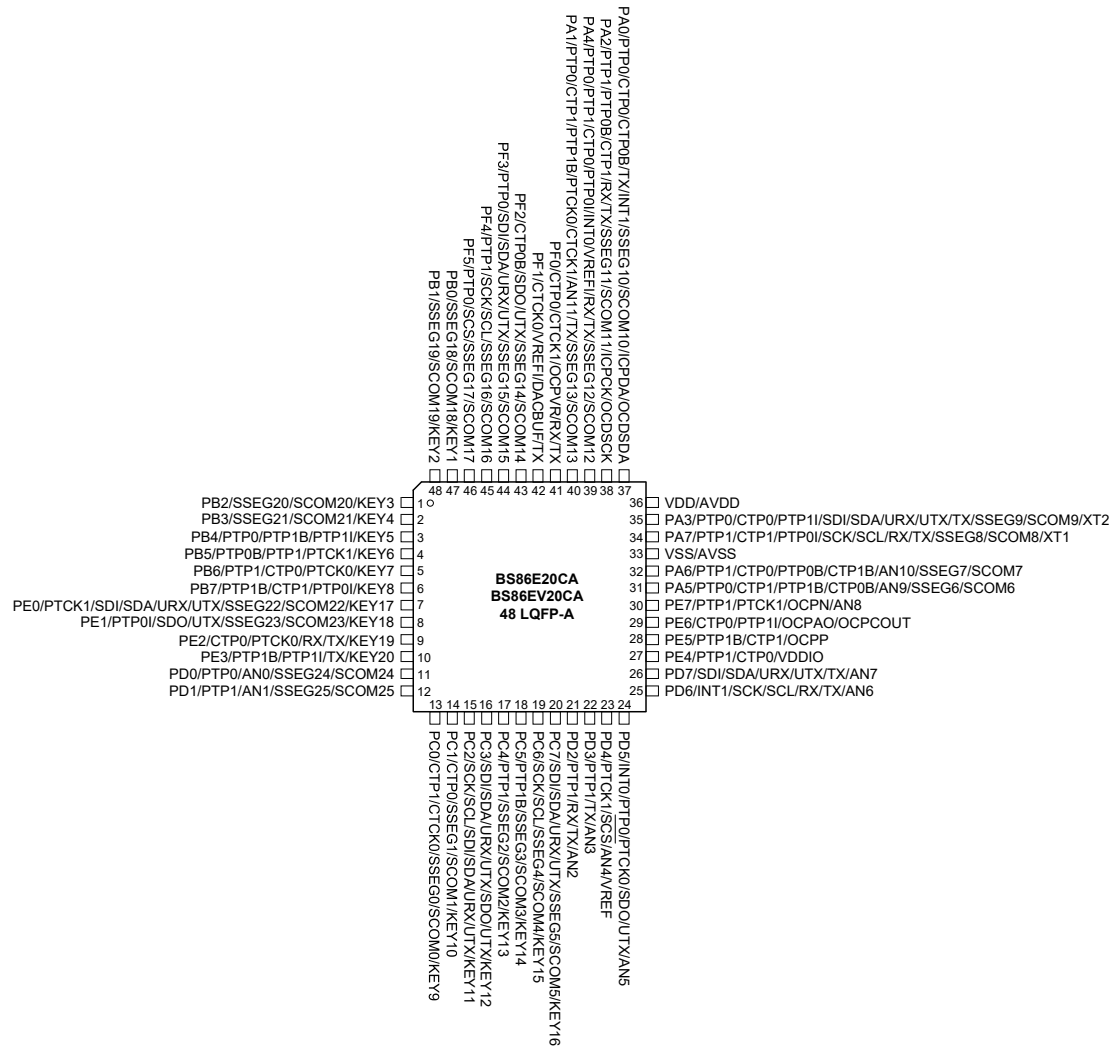 PB1/SSEG19/SCOM19/KEY2
PB0/SSEG18/SCOM18/KEY1
PF5/PTP0/SCS/SSEG17/SCOM17
PF4/PTP1/SCK/SCL/SSEG16/SCOM16
PF3/PTP0/SDI/SDA/URX/UTX/SSEG15/SCOM15
PF2/CTP0B/SDO/UTX/SSEG14/SCOM14
PF1/CTCK0/VREFI/DACBUF/TX
PF0/CTP0/CTCK1/OCPVR/RX/TX
PA1/PTP0/CTP1/PTP1B/PTCK0/CTCK1/AN11/TX/SSEG13/SCOM13
PA4/PTP0/PTP1/CTP0/PTP0I/INT0/VREFI/RX/TX/SSEG12/SCOM12
PA2/PTP1/PTP0B/CTP1/RX/TX/SSEG11/SCOM11/ICPCK/OCDSCK
PA0/PTP0/CTP0/CTP0B/TX/INT1/SSEG10/SCOM10/ICPDA/OCDSDA
48 47 46 45 44 43 42 41 40 39 38 37
PB2/SSEG20/SCOM20/KEY3 1
PB3/SSEG21/SCOM21/KEY4 2
PB4/PTP0/PTP1B/PTP1I/KEY5 3
PB5/PTP0B/PTP1/PTCK1/KEY6 4
PB6/PTP1/CTP0/PTCK0/KEY7 5
PB7/PTP1B/CTP1/PTP0I/KEY8 6
PE0/PTCK1/SDI/SDA/URX/UTX/SSEG22/SCOM22/KEY17 7
PE1/PTP0I/SDO/UTX/SSEG23/SCOM23/KEY18 8
PE2/CTP0/PTCK0/RX/TX/KEY19 9
PE3/PTP1B/PTP1I/TX/KEY20 10
PD0/PTP0/AN0/SSEG24/SCOM24 11
PD1/PTP1/AN1/SSEG25/SCOM25 12
BS86E20CA
BS86EV20CA
48 LQFP-A
36 VDD/AVDD
35 PA3/PTP0/CTP0/PTP1I/SDI/SDA/URX/UTX/TX/SSEG9/SCOM9/XT2
34 PA7/PTP1/CTP1/PTP0I/SCK/SCL/RX/TX/SSEG8/SCOM8/XT1
33 VSS/AVSS
32 PA6/PTP1/CTP0/PTP0B/CTP1B/AN10/SSEG7/SCOM7
31 PA5/PTP0/CTP1/PTP1B/CTP0B/AN9/SSEG6/SCOM6
30 PE7/PTP1/PTCK1/OCPN/AN8
29 PE6/CTP0/PTP1I/OCPAO/OCPCOUT
28 PE5/PTP1B/CTP1/OCPP
27 PE4/PTP1/CTP0/VDDIO
26 PD7/SDI/SDA/URX/UTX/TX/AN7
25 PD6/INT1/SCK/SCL/RX/TX/AN6
13 14 15 16 17 18 19 20 21 22 23 24
PC0/CTP1/CTCK0/SSEG0/SCOM0/KEY9
PC1/CTP0/SSEG1/SCOM1/KEY10
PC2/SCK/SCL/SDI/SDA/URX/UTX/KEY11
PC3/SDI/SDA/URX/UTX/SDO/UTX/KEY12
PC4/PTP1/SSEG2/SCOM2/KEY13
PC5/PTP1B/SSEG3/SCOM3/KEY14
PC6/SCK/SCL/SSEG4/SCOM4/KEY15
PC7/SDI/SDA/URX/UTX/SSEG5/SCOM5/KEY16
PD2/PTP1/RX/TX/AN2
PD3/PTP1/TX/AN3
PD4/PTCK1/SCS/AN4/VREF
PD5/INT0/PTP0/PTCK0/SDO/UTX/AN5